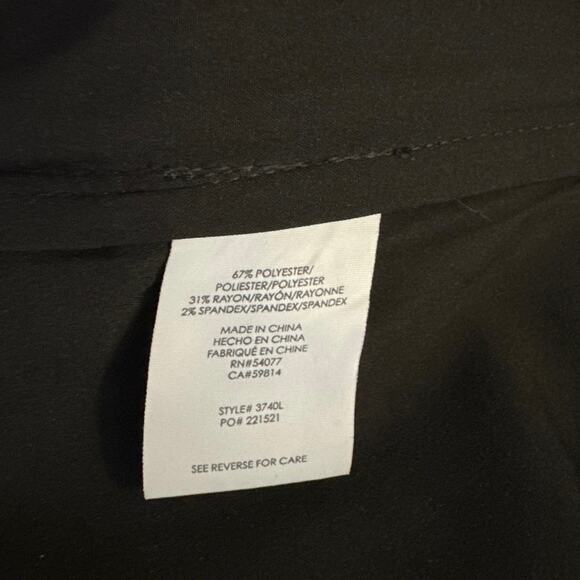 67% POLYESTER/
POLIESTER/POLYESTER
31% RAYON/RAYÓN/RAYONNE
2% SPANDEX/SPANDEX/SPANDEX
MADE IN CHINA
HECHO EN CHINA
FABRIQUÉ EN CHINE
RN#54077
CA#59814
STYLE# 3740L
PO# 221521
SEE REVERSE FOR CARE